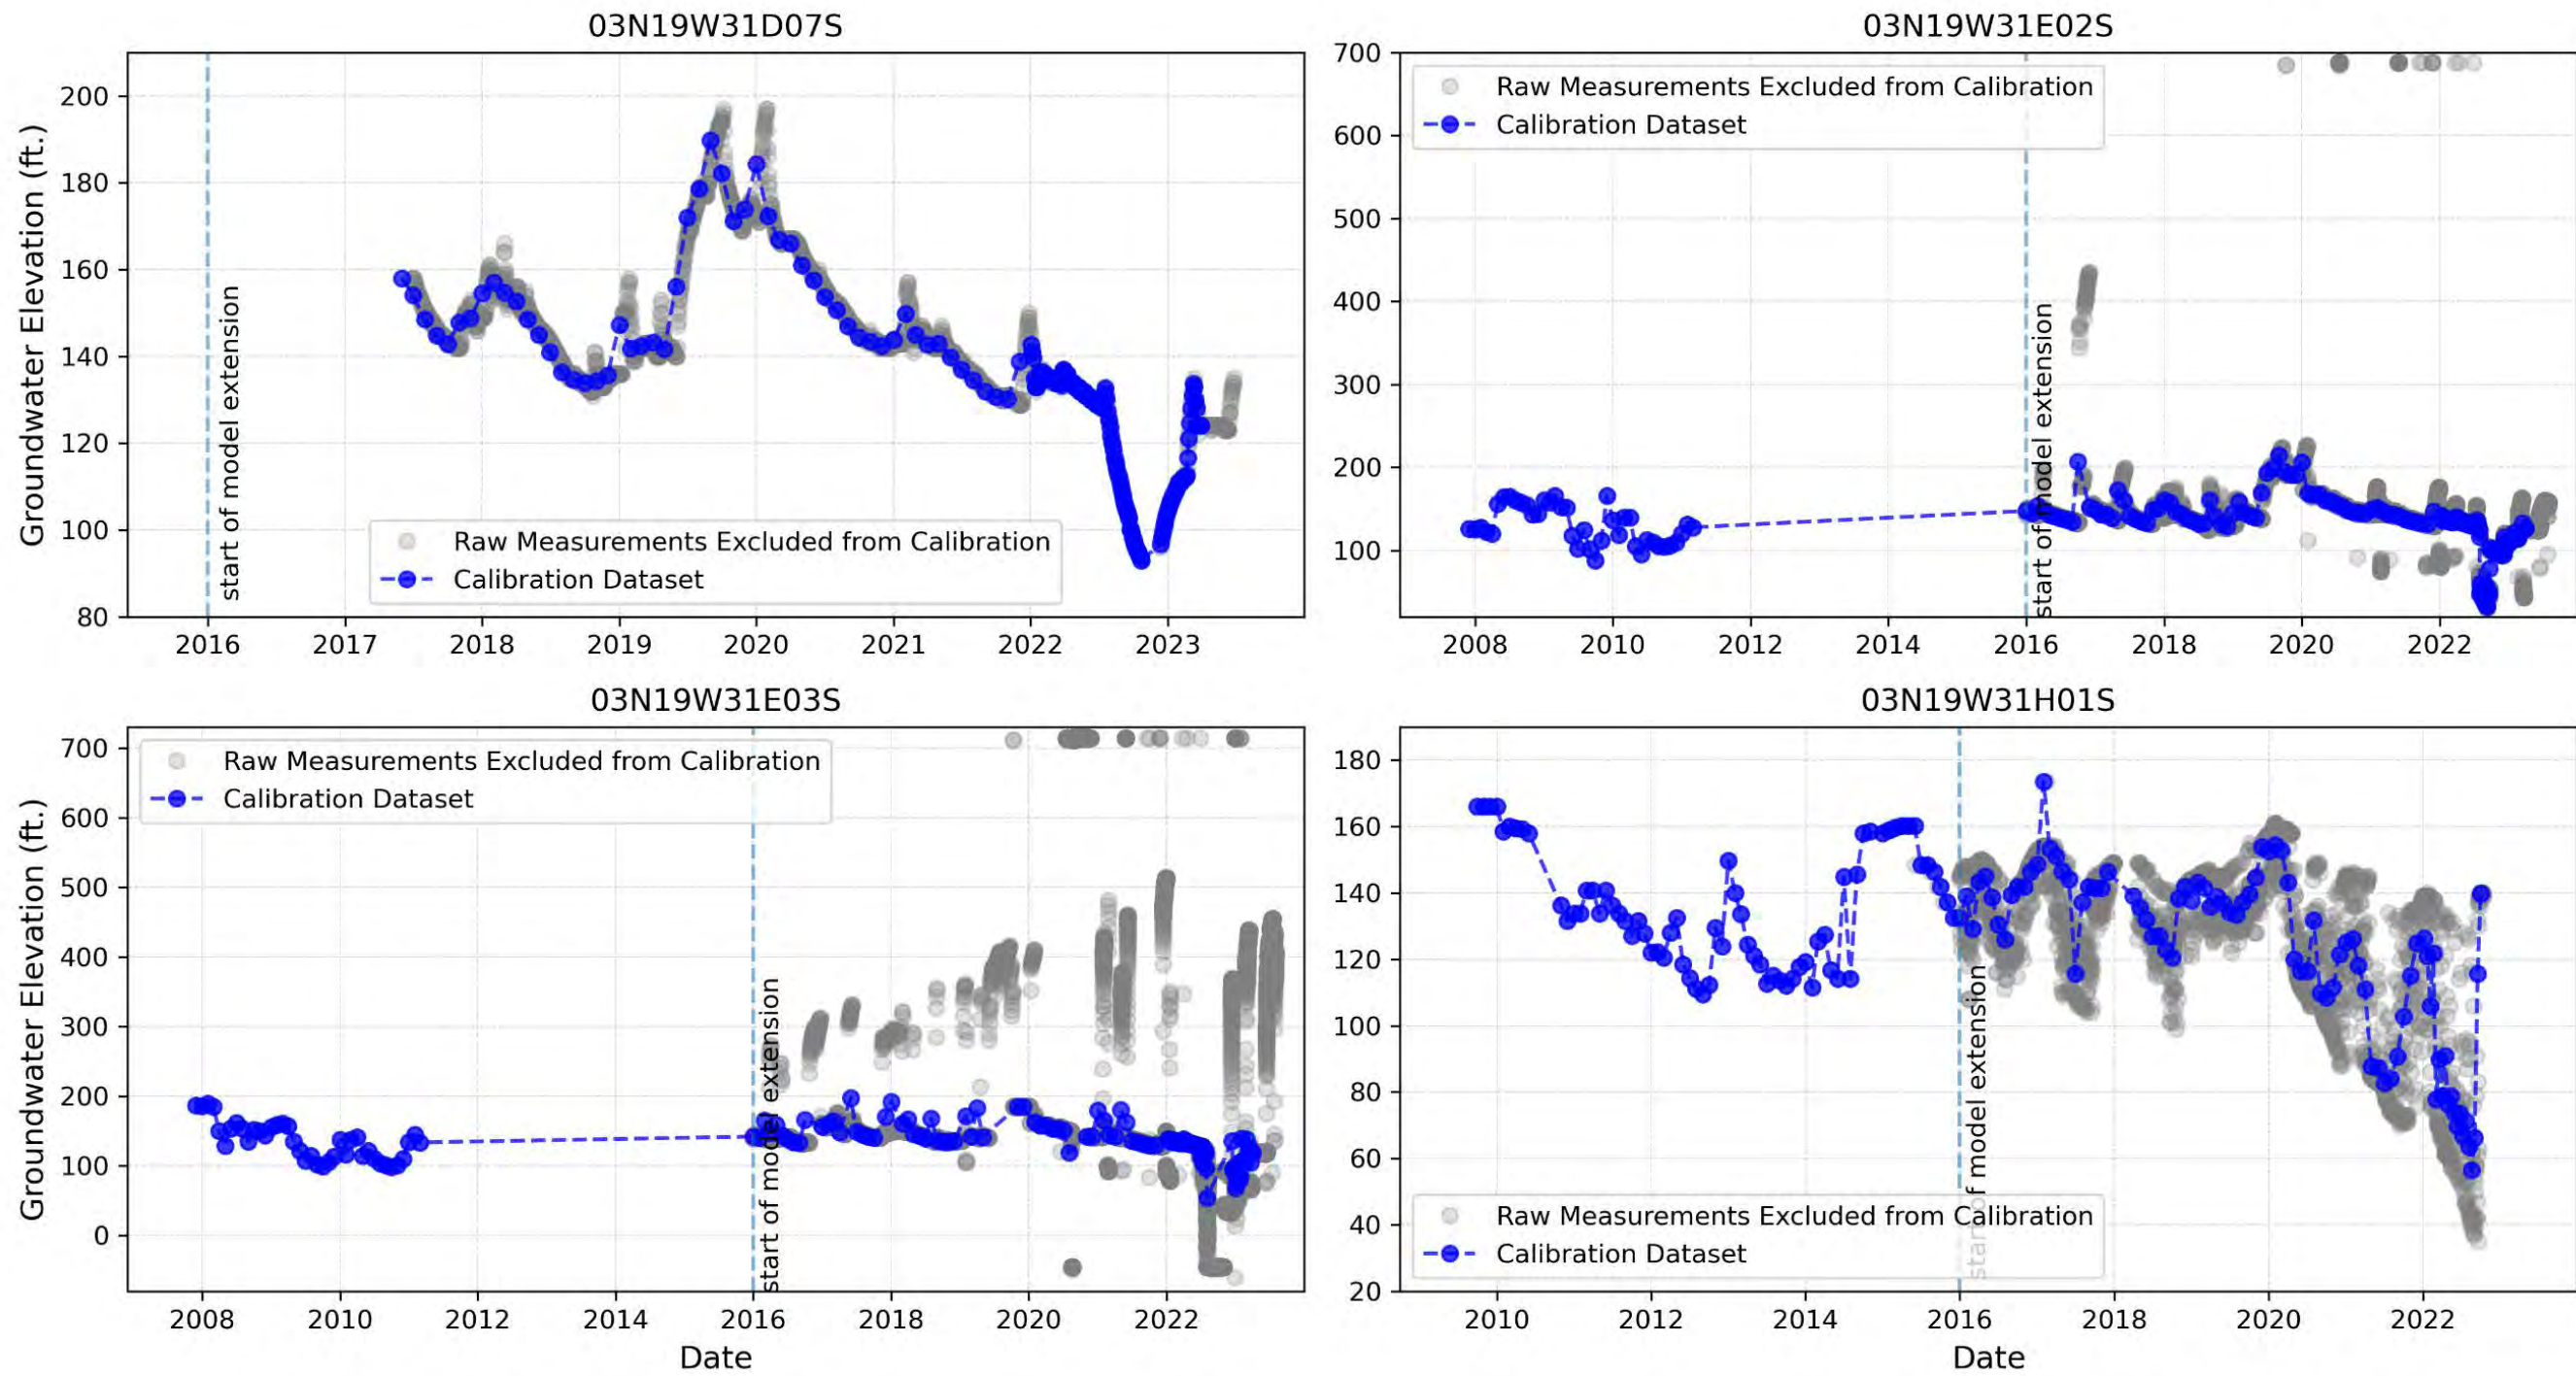 03N19W31D07S
Groundwater Elevation (ft.)
200
180
160
140
120
100
80
start of model extension
Raw Measurements Excluded from Calibration
Calibration Dataset
2016 2017 2018 2019 2020 2021 2022 2023
03N19W31E02S
700
600
500
400
300
200
100
Raw Measurements Excluded from Calibration
Calibration Dataset
start of model extension
2008 2010 2012 2014 2016 2018 2020 2022
03N19W31E03S
Groundwater Elevation (ft.)
700
600
500
400
300
200
100
0
Raw Measurements Excluded from Calibration
Calibration Dataset
start of model extension
2008 2010 2012 2014 2016 2018 2020 2022
Date
03N19W31H01S
180
160
140
120
100
80
60
40
20
start of model extension
Raw Measurements Excluded from Calibration
Calibration Dataset
2010 2012 2014 2016 2018 2020 2022
Date